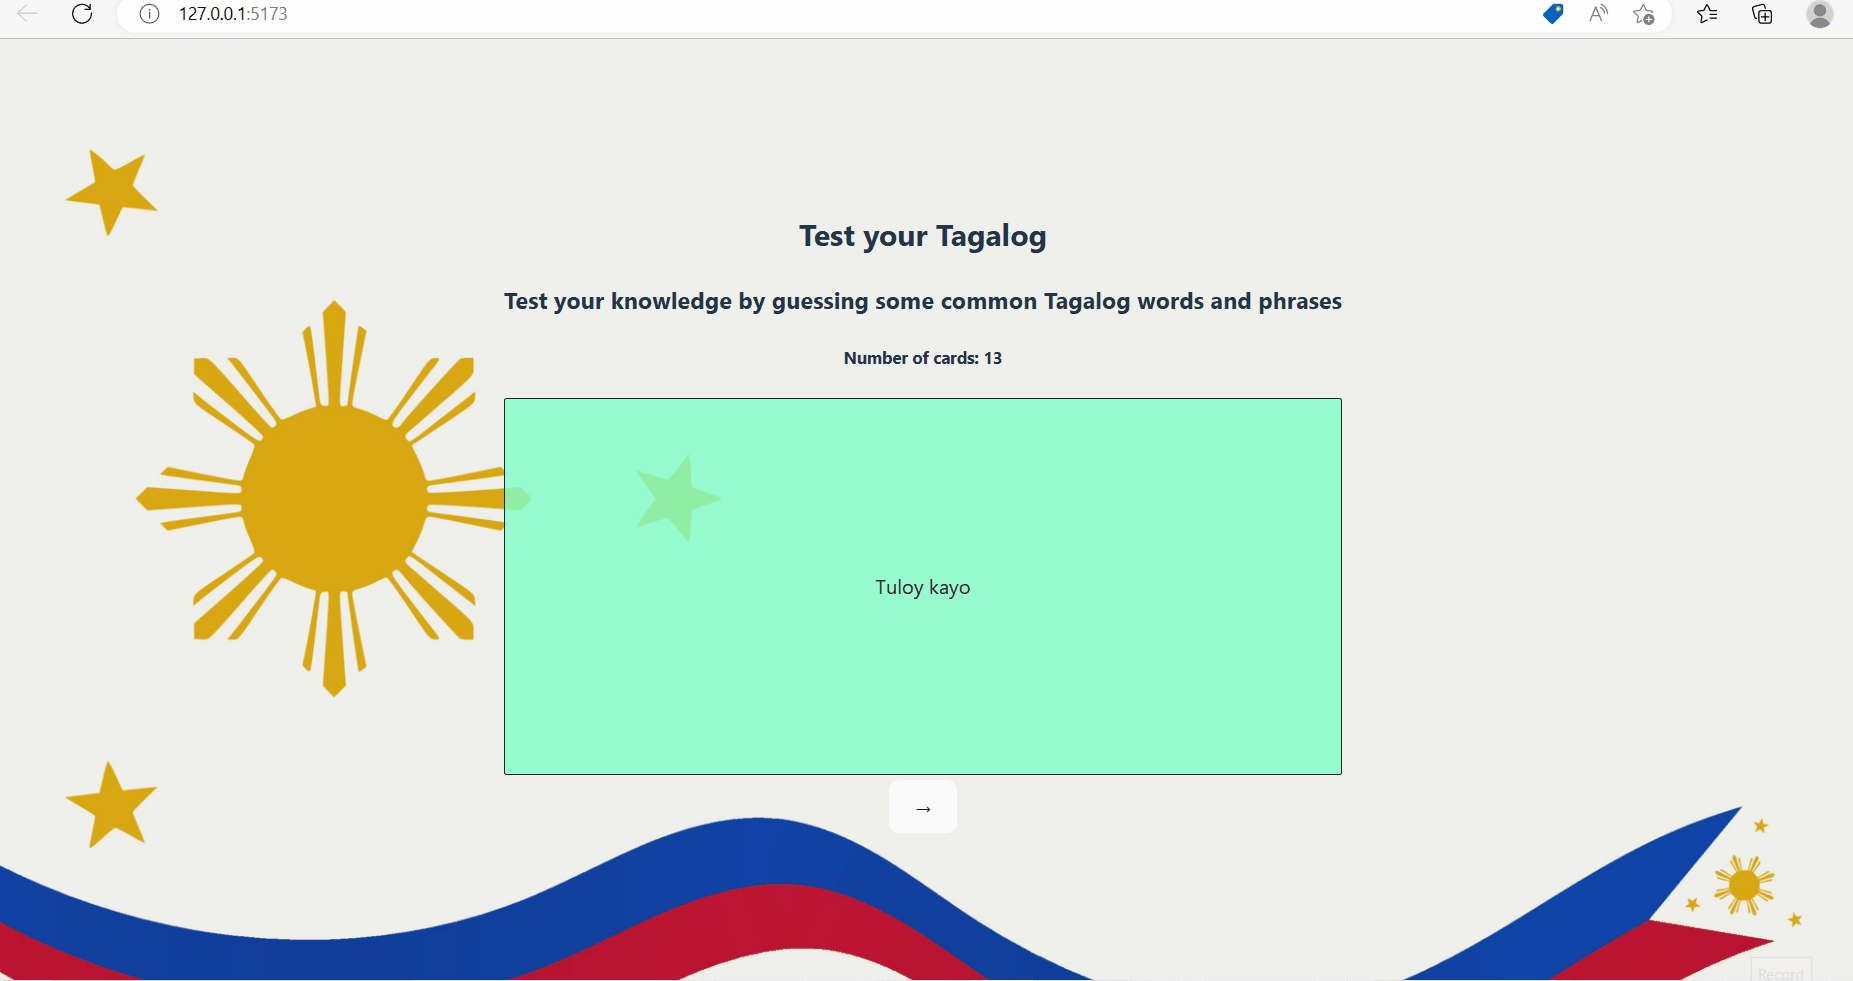 127.0.0.1:5173
Test your Tagalog
Test your knowledge by guessing some common Tagalog words and phrases
Number of cards: 13
Tuloy kayo
→
Record